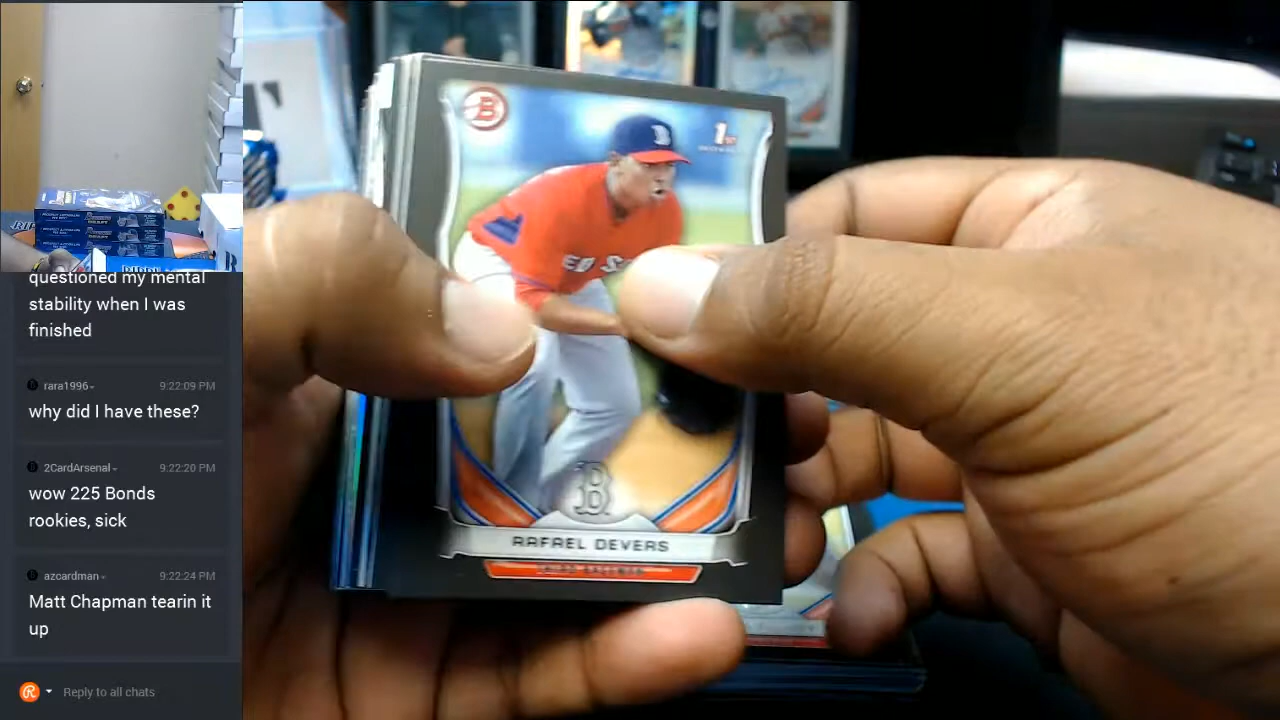 questioned my mental
stability when I was
finished
rara1996
9:22:09 PM
why did I have these?
2CardArsenal
9:22:20 PM
wow 225 Bonds
rookies, sick
azcardman
9:22:24 PM
Matt Chapman tearin it
up
Reply to all chats
B
1st
B
ED S
B
RAFAEL DEVERS